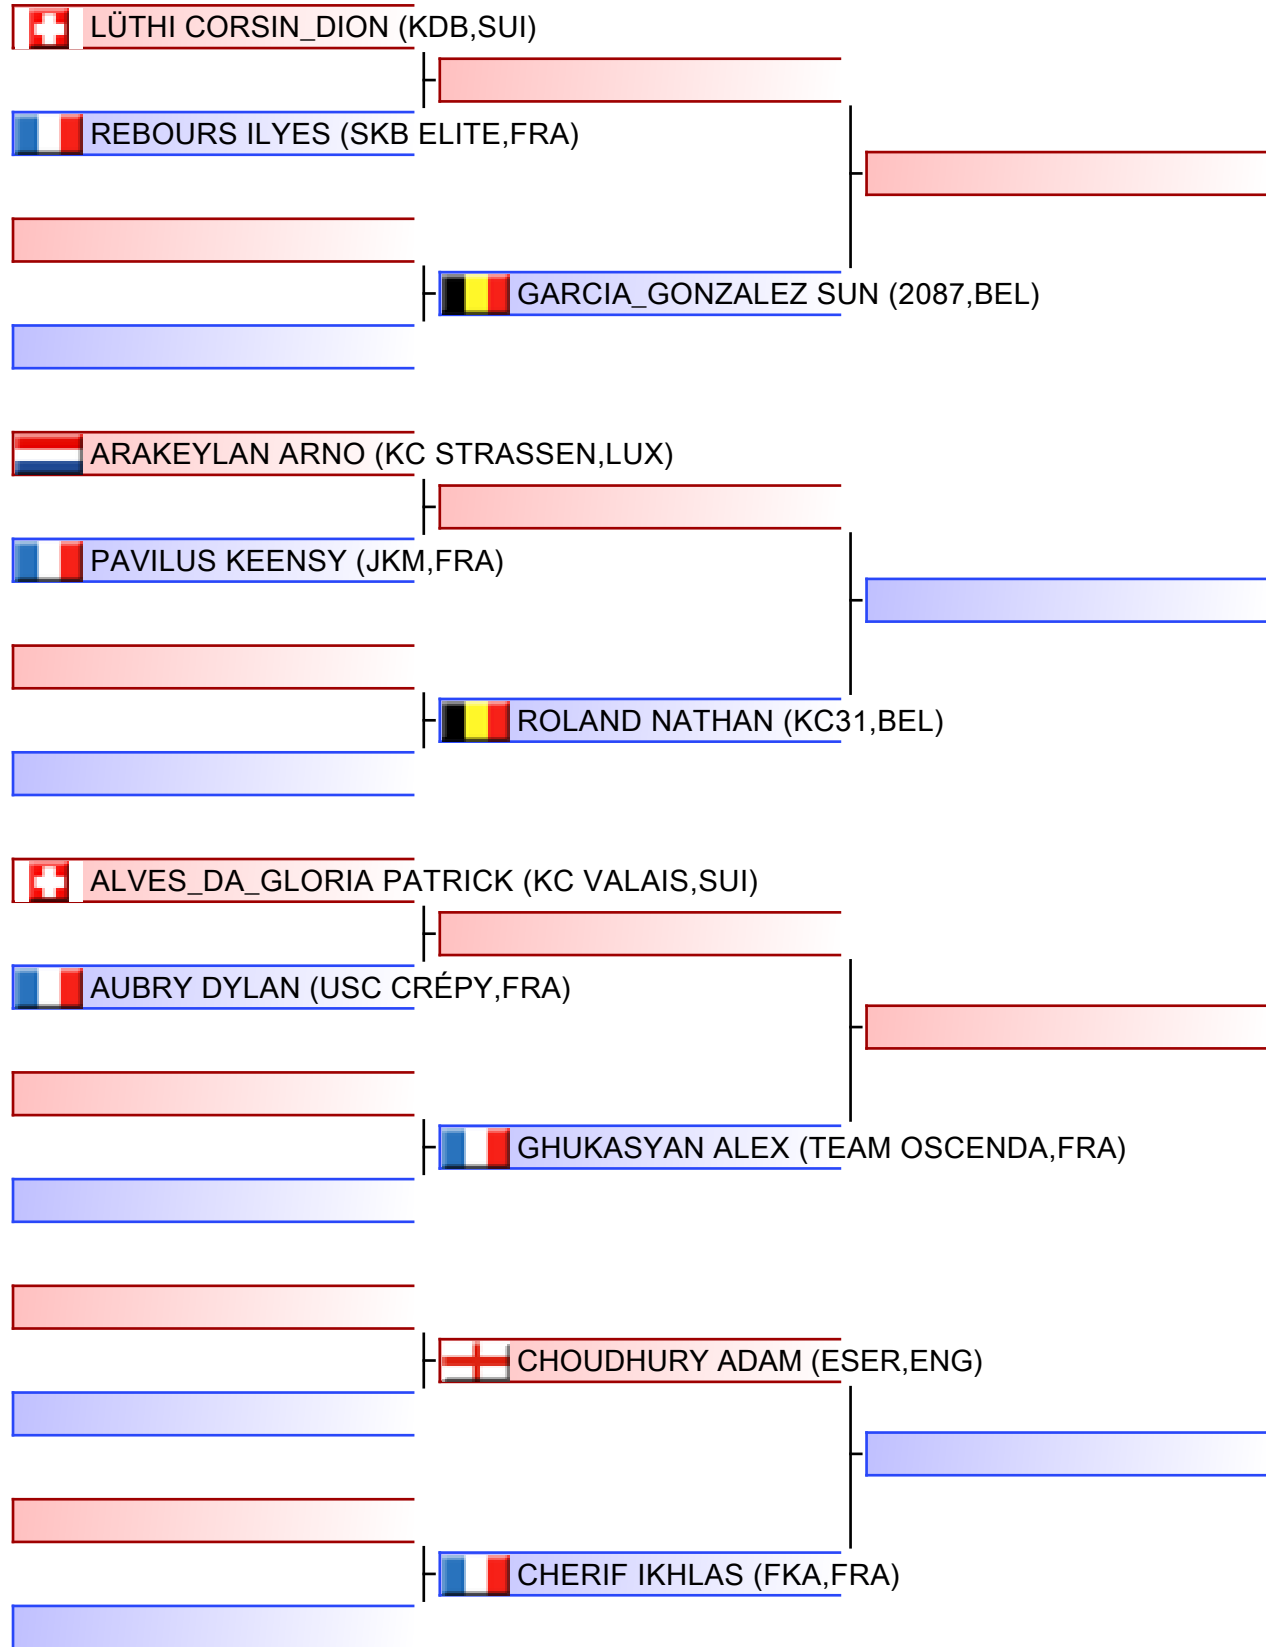 LÜTHI CORSIN_DION (KDB,SUI)
REBOURS ILYES (SKB ELITE,FRA)
GARCIA_GONZALEZ SUN (2087,BEL)
ARAKEYLAN ARNO (KC STRASSEN,LUX)
PAVILUS KEENSY (JKM,FRA)
ROLAND NATHAN (KC31,BEL)
ALVES_DA_GLORIA PATRICK (KC VALAIS,SUI)
AUBRY DYLAN (USC CRÉPY,FRA)
GHUKASYAN ALEX (TEAM OSCENDA,FRA)
CHOUDHURY ADAM (ESER,ENG)
CHERIF IKHLAS (FKA,FRA)